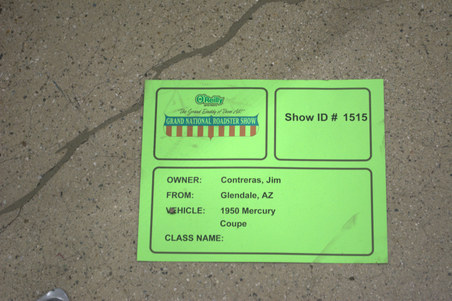 O'Reilly
"The Grand Daddy of Them All"
GRAND NATIONAL ROADSTER SHOW
Show ID # 1515
OWNER: Contreras, Jim
FROM: Glendale, AZ
VEHICLE: 1950 Mercury
Coupe
CLASS NAME: